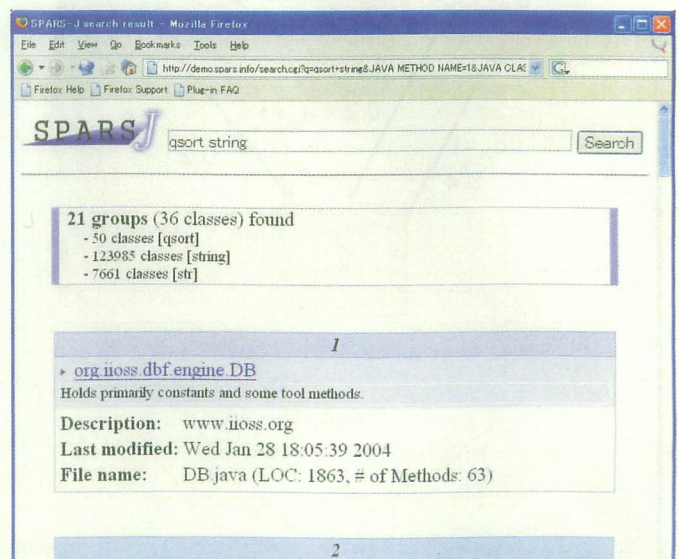 SPARS-J search result - Mozilla Firefox
File Edit View Go Bookmarks Tools Help
http://demo.spars.info/search.cgi?q=qsort+string&JAVA METHOD NAME=1&JAVA CLAS
Firefox Help Firefox Support Plug-in FAQ
SPARS J
qsort string Search
21 groups (36 classes) found
- 50 classes [qsort]
- 123985 classes [string]
- 7661 classes [str]
1
org.iioss.dbf.engine.DB
Holds primarily constants and some tool methods.
Description: www.iioss.org
Last modified: Wed Jan 28 18:05:39 2004
File name: DB.java (LOC: 1863, # of Methods: 63)
2